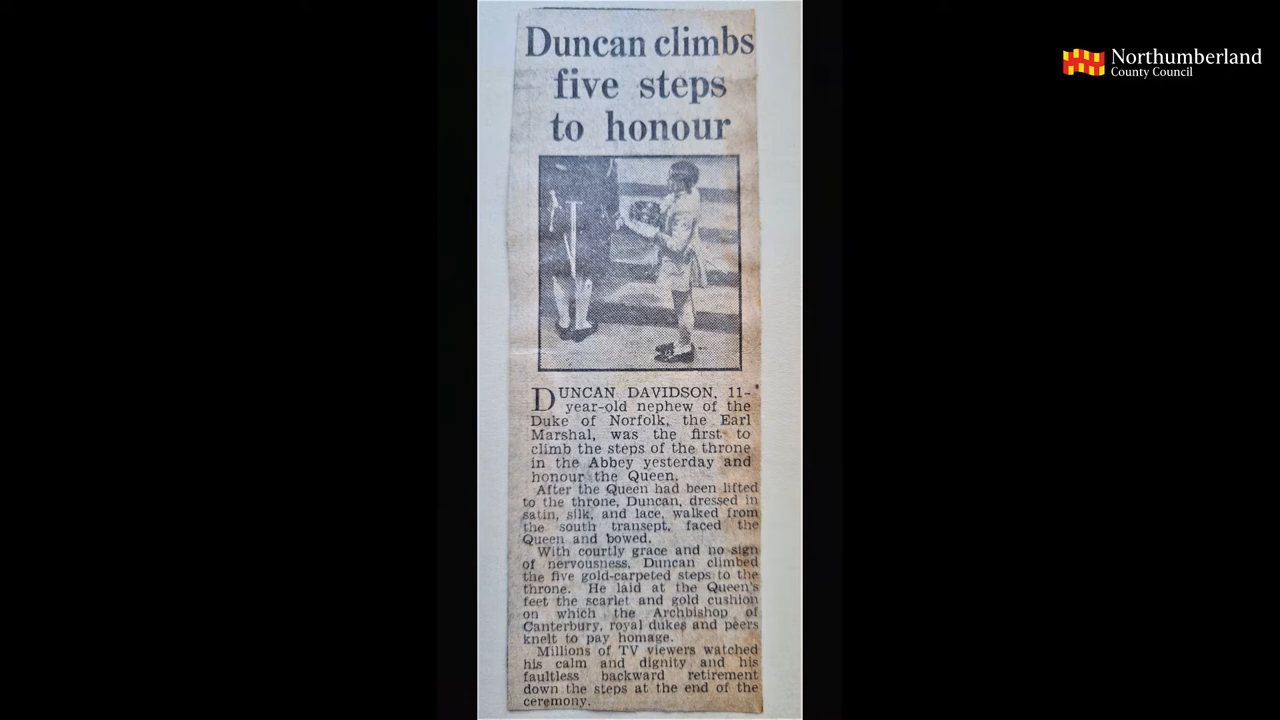 Duncan climbs
five steps
to honour
DUNCAN DAVIDSON, 11-
year-old nephew of the
Duke of Norfolk, the Earl
Marshal, was the first to
climb the steps of the throne
in the Abbey yesterday and
honour the Queen.
After the Queen had been lifted
to the throne, Duncan, dressed in
satin, silk, and lace, walked from
the south transept, faced the
Queen and bowed.
With courtly grace and no sign
of nervousness, Duncan climbed
the five gold-carpeted steps to the
throne. He laid at the Queen's
feet the scarlet and gold cushion
on which the Archbishop of
Canterbury, royal dukes and peers
knelt to pay homage.
Millions of TV viewers watched
his calm and dignity and his
faultless backward retirement
down the steps at the end of the
ceremony.
Northumberland
County Council